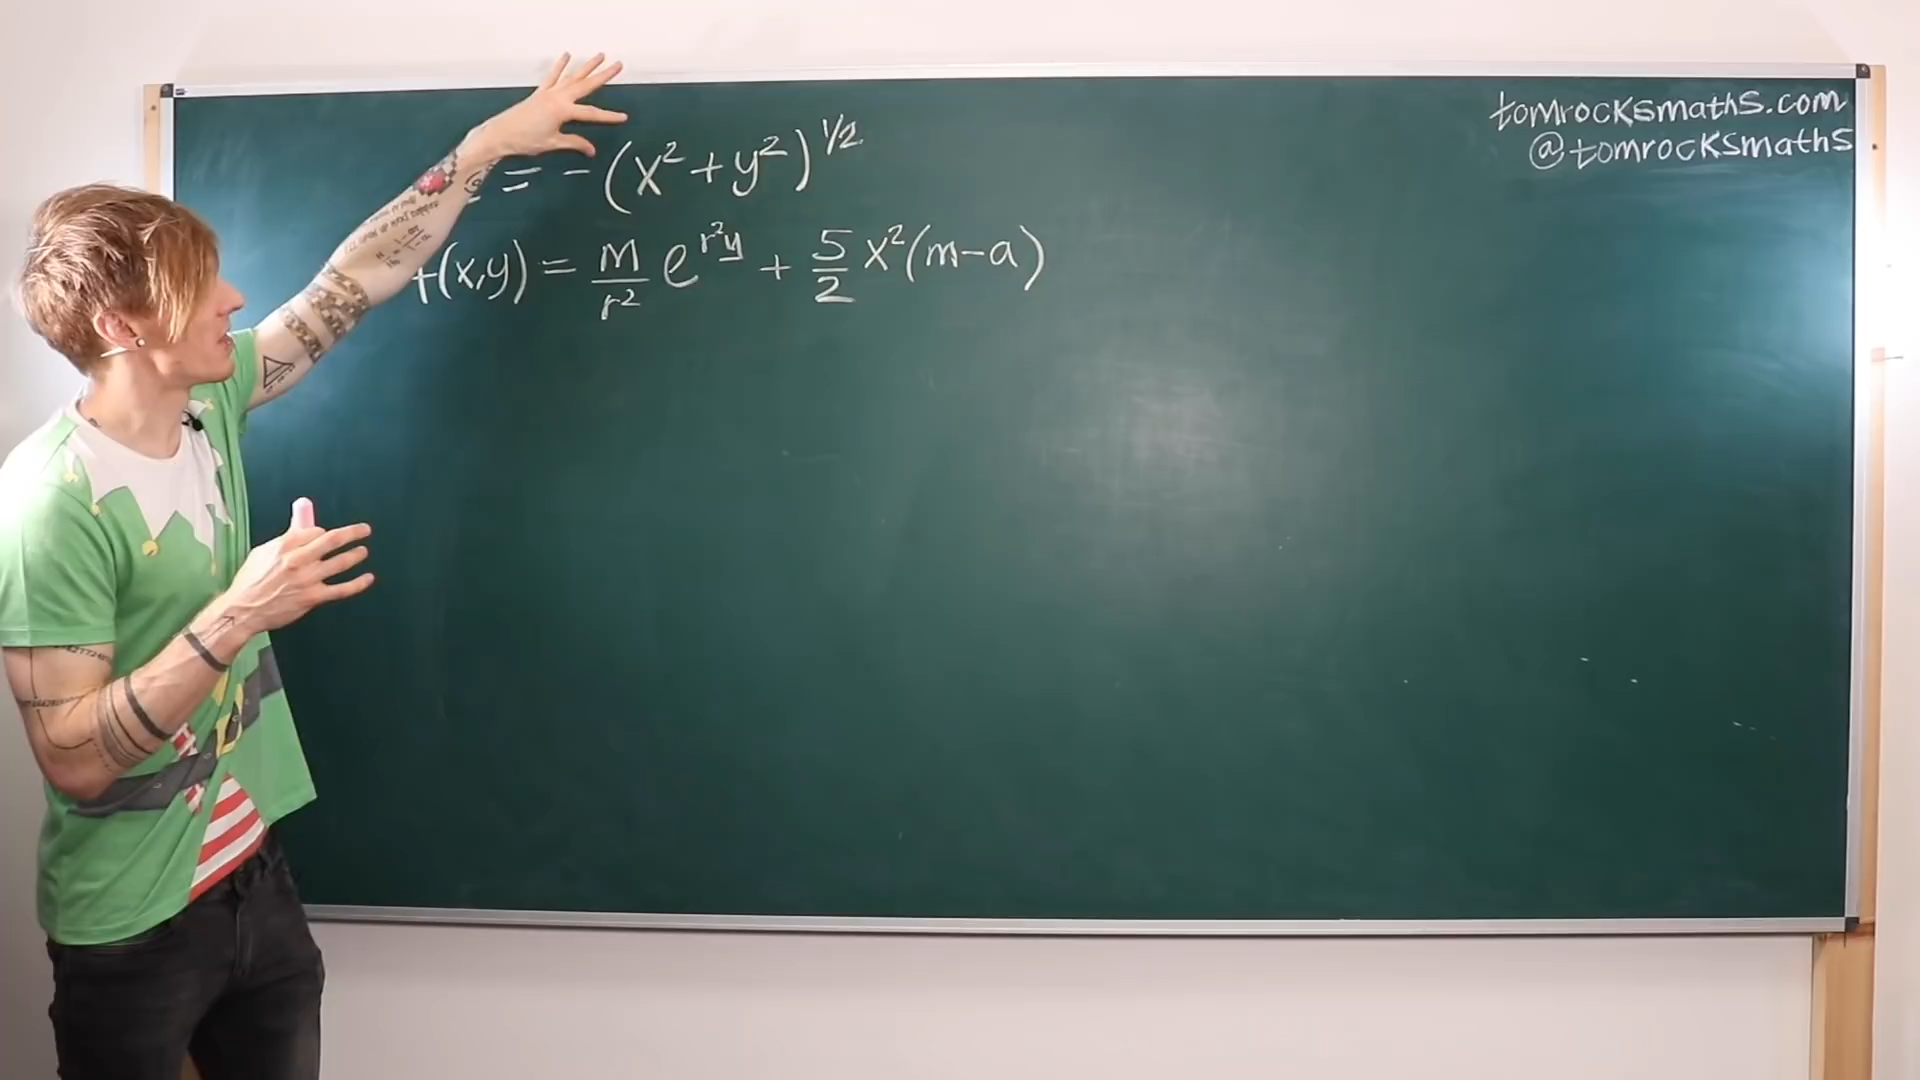 tomrocksmaths.com
@tomrocksmaths
= -(x²+y²)^1/2
f(x,y) = m/r² e^r²y + 5/2 x²(m-a)